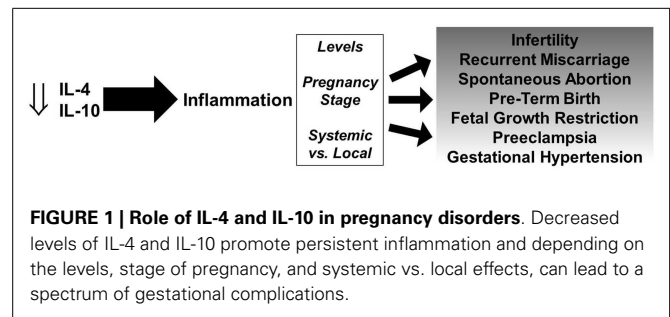 IL-4
IL-10
Inflammation
Levels
Pregnancy
Stage
Systemic
vs. Local
Infertility
Recurrent Miscarriage
Spontaneous Abortion
Pre-Term Birth
Fetal Growth Restriction
Preeclampsia
Gestational Hypertension
FIGURE 1 | Role of IL-4 and IL-10 in pregnancy disorders. Decreased
levels of IL-4 and IL-10 promote persistent inflammation and depending on
the levels, stage of pregnancy, and systemic vs. local effects, can lead to a
spectrum of gestational complications.